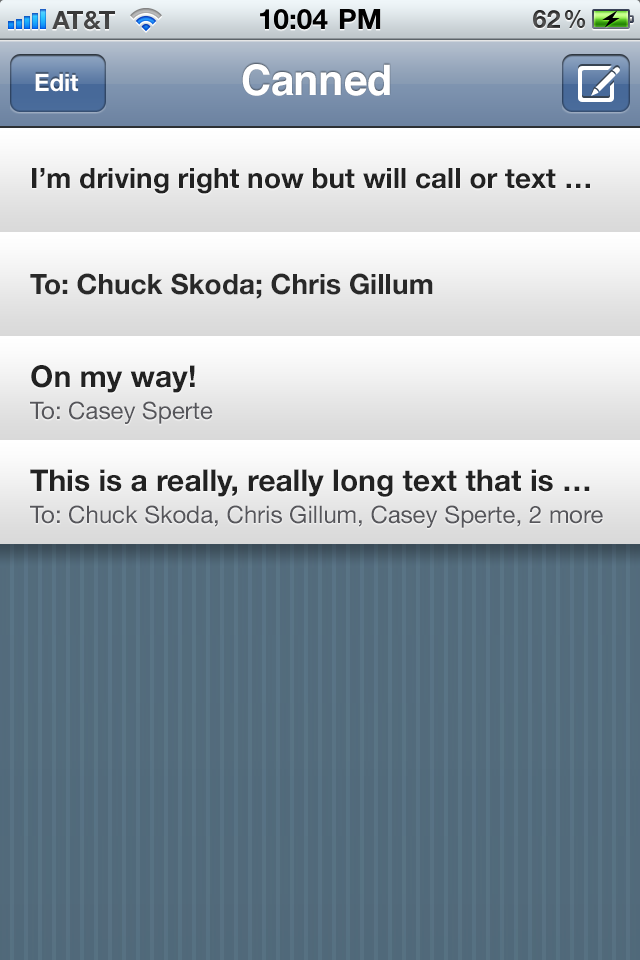 AT&T 10:04 PM 62%
Edit Canned
I’m driving right now but will call or text …
To: Chuck Skoda; Chris Gillum
On my way!
To: Casey Sperte
This is a really, really long text that is …
To: Chuck Skoda, Chris Gillum, Casey Sperte, 2 more